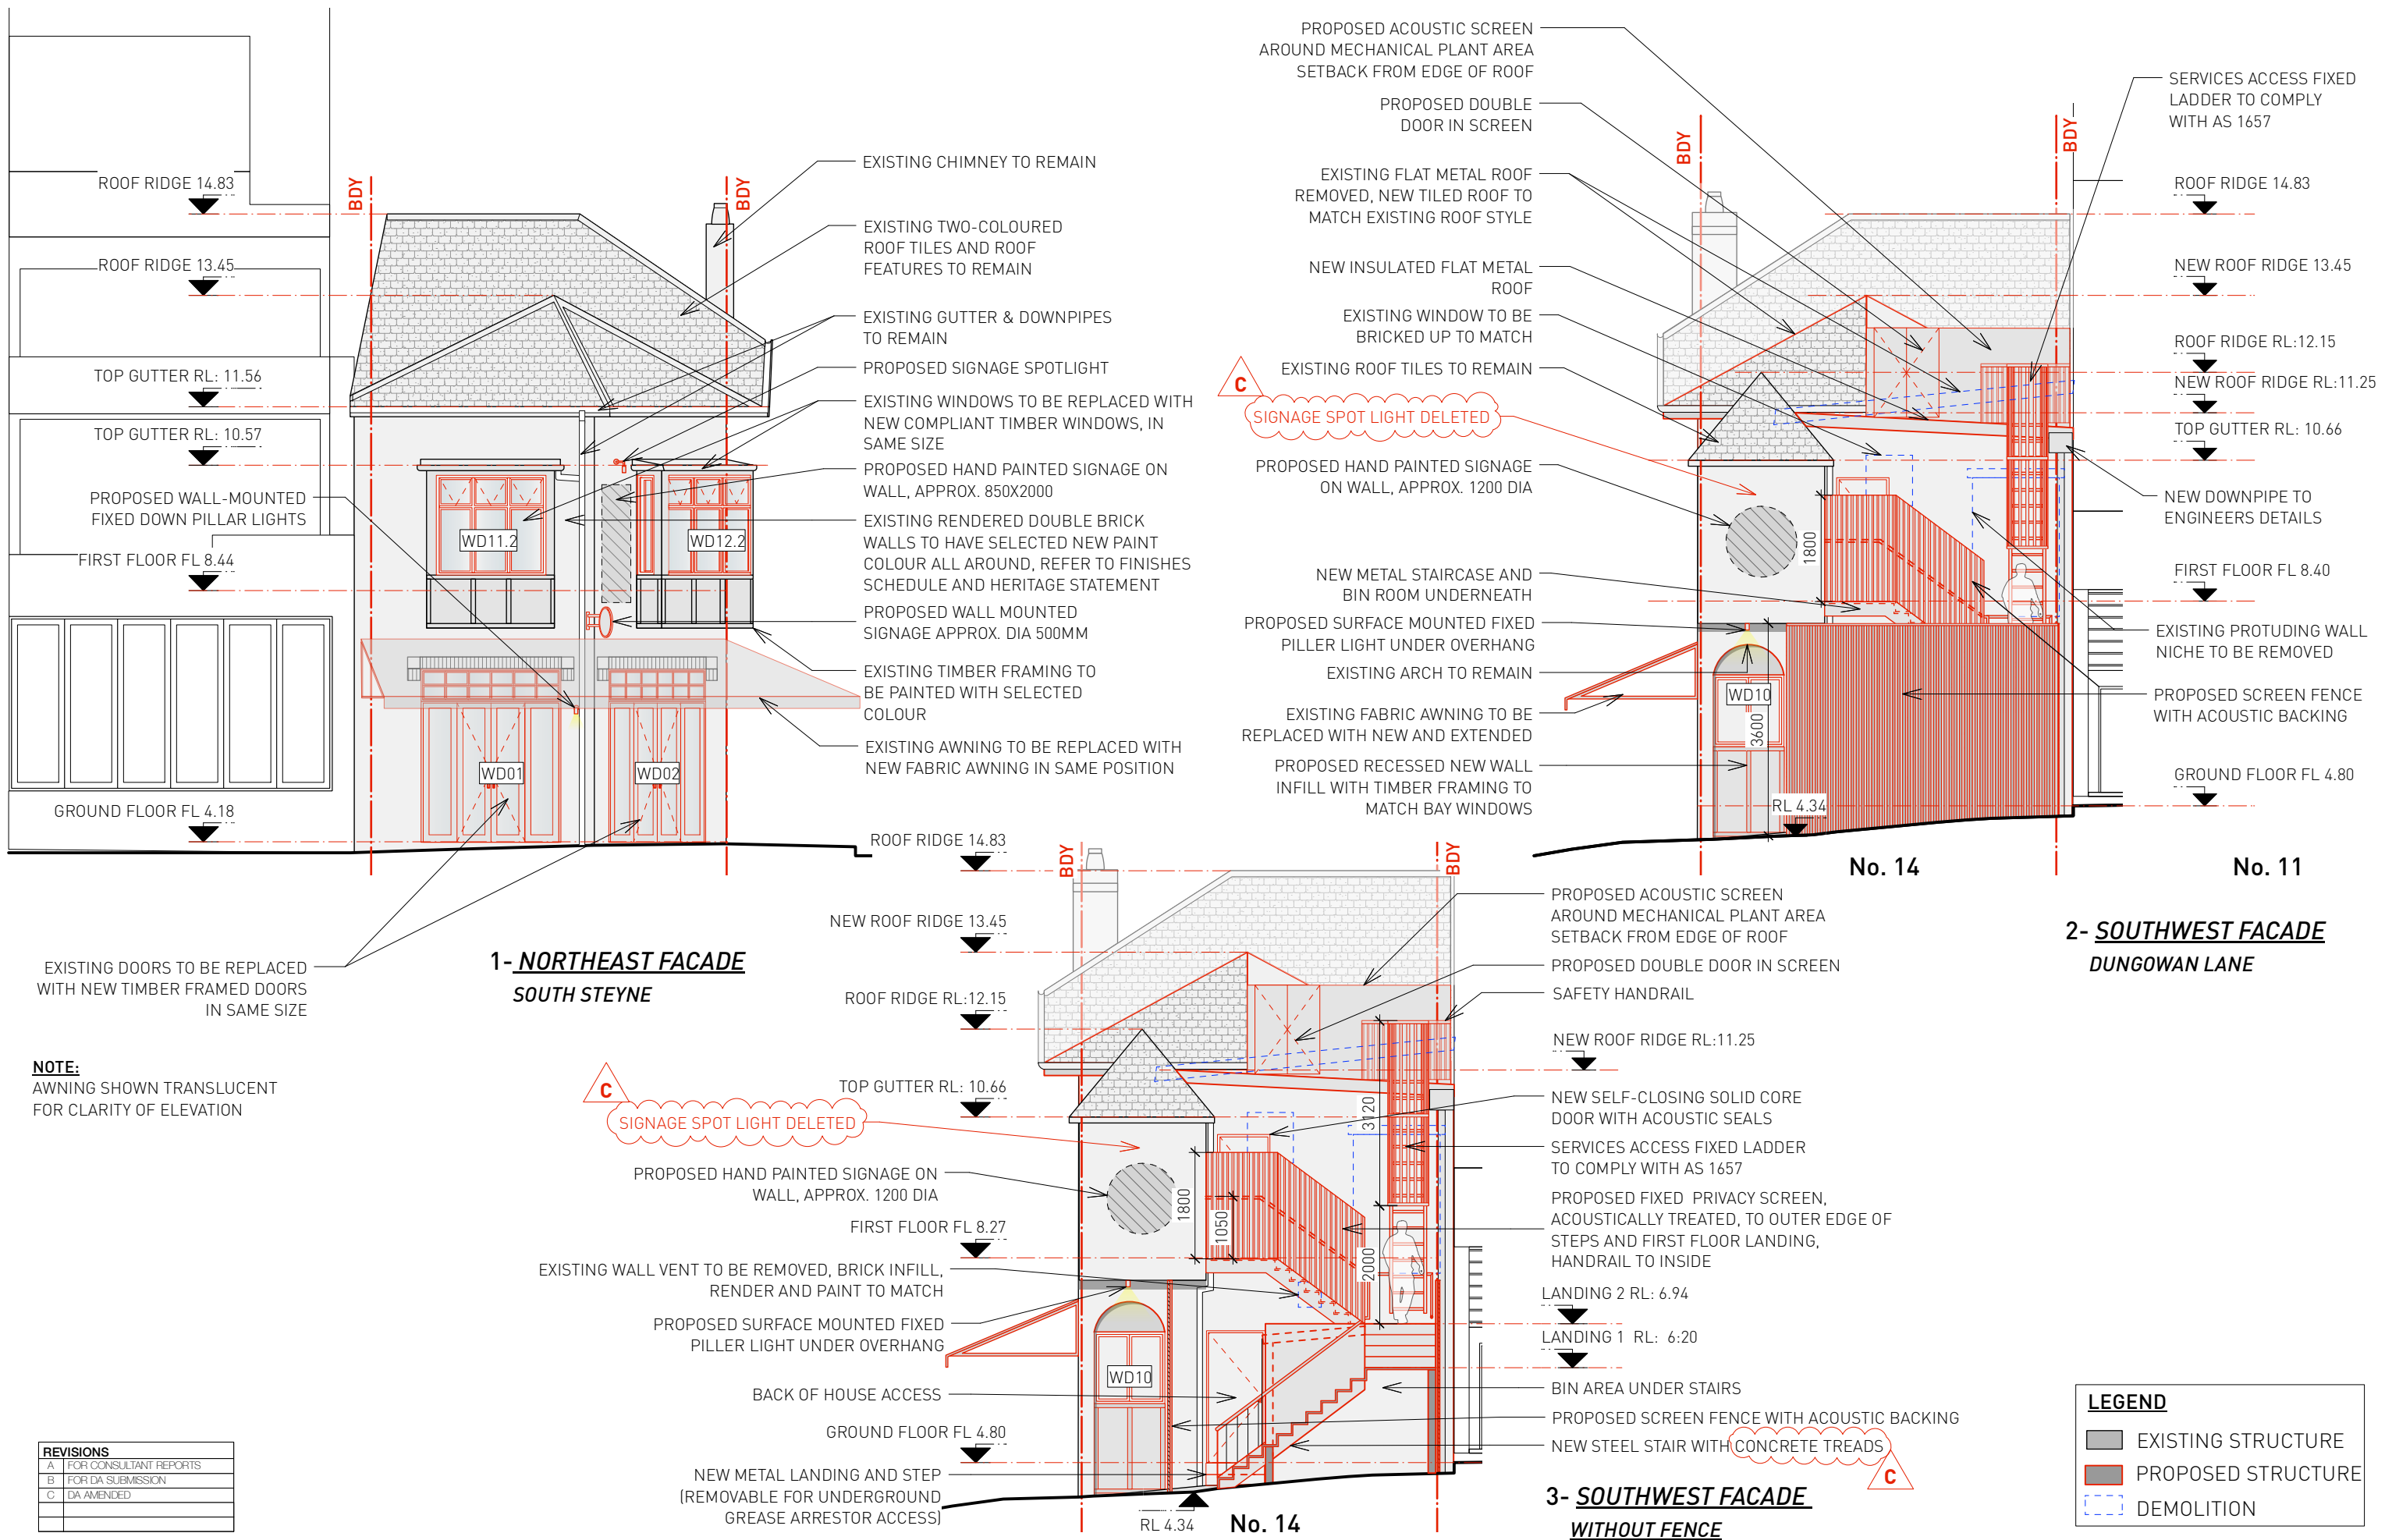 ROOF RIDGE 14.83
ROOF RIDGE 13.45
TOP GUTTER RL: 11.56
TOP GUTTER RL: 10.57
PROPOSED WALL-MOUNTED
FIXED DOWN PILLAR LIGHTS
FIRST FLOOR FL 8.44
GROUND FLOOR FL 4.18
BDY
BDY
WD11.2
WD12.2
WD01
WD02
EXISTING CHIMNEY TO REMAIN
EXISTING TWO-COLOURED
ROOF TILES AND ROOF
FEATURES TO REMAIN
EXISTING GUTTER & DOWNPIPES
TO REMAIN
PROPOSED SIGNAGE SPOTLIGHT
EXISTING WINDOWS TO BE REPLACED WITH
NEW COMPLIANT TIMBER WINDOWS, IN
SAME SIZE
PROPOSED HAND PAINTED SIGNAGE ON
WALL, APPROX. 850X2000
EXISTING RENDERED DOUBLE BRICK
WALLS TO HAVE SELECTED NEW PAINT
COLOUR ALL AROUND, REFER TO FINISHES
SCHEDULE AND HERITAGE STATEMENT
PROPOSED WALL MOUNTED
SIGNAGE APPROX. DIA 500MM
EXISTING TIMBER FRAMING TO
BE PAINTED WITH SELECTED
COLOUR
EXISTING AWNING TO BE REPLACED WITH
NEW FABRIC AWNING IN SAME POSITION
EXISTING DOORS TO BE REPLACED
WITH NEW TIMBER FRAMED DOORS
IN SAME SIZE
1- NORTHEAST FACADE
SOUTH STEYNE
NOTE:
AWNING SHOWN TRANSLUCENT
FOR CLARITY OF ELEVATION
PROPOSED ACOUSTIC SCREEN
AROUND MECHANICAL PLANT AREA
SETBACK FROM EDGE OF ROOF
PROPOSED DOUBLE
DOOR IN SCREEN
EXISTING FLAT METAL ROOF
REMOVED, NEW TILED ROOF TO
MATCH EXISTING ROOF STYLE
NEW INSULATED FLAT METAL
ROOF
EXISTING WINDOW TO BE
BRICKED UP TO MATCH
EXISTING ROOF TILES TO REMAIN
C
SIGNAGE SPOT LIGHT DELETED
PROPOSED HAND PAINTED SIGNAGE
ON WALL, APPROX. 1200 DIA
NEW METAL STAIRCASE AND
BIN ROOM UNDERNEATH
PROPOSED SURFACE MOUNTED FIXED
PILLER LIGHT UNDER OVERHANG
EXISTING ARCH TO REMAIN
EXISTING FABRIC AWNING TO BE
REPLACED WITH NEW AND EXTENDED
PROPOSED RECESSED NEW WALL
INFILL WITH TIMBER FRAMING TO
MATCH BAY WINDOWS
BDY
BDY
1800
WD10
3600
RL 4.34
SERVICES ACCESS FIXED
LADDER TO COMPLY
WITH AS 1657
ROOF RIDGE 14.83
NEW ROOF RIDGE 13.45
ROOF RIDGE RL:12.15
NEW ROOF RIDGE RL:11.25
TOP GUTTER RL: 10.66
NEW DOWNPIPE TO
ENGINEERS DETAILS
FIRST FLOOR FL 8.40
EXISTING PROTUDING WALL
NICHE TO BE REMOVED
PROPOSED SCREEN FENCE
WITH ACOUSTIC BACKING
GROUND FLOOR FL 4.80
No. 14
No. 11
2- SOUTHWEST FACADE
DUNGOWAN LANE
ROOF RIDGE 14.83
NEW ROOF RIDGE 13.45
ROOF RIDGE RL:12.15
C
TOP GUTTER RL: 10.66
SIGNAGE SPOT LIGHT DELETED
PROPOSED HAND PAINTED SIGNAGE ON
WALL, APPROX. 1200 DIA
FIRST FLOOR FL 8.27
EXISTING WALL VENT TO BE REMOVED, BRICK INFILL,
RENDER AND PAINT TO MATCH
PROPOSED SURFACE MOUNTED FIXED
PILLER LIGHT UNDER OVERHANG
BACK OF HOUSE ACCESS
GROUND FLOOR FL 4.80
NEW METAL LANDING AND STEP
(REMOVABLE FOR UNDERGROUND
GREASE ARRESTOR ACCESS)
BDY
BDY
3120
1800
1050
2000
WD10
RL 4.34
No. 14
PROPOSED ACOUSTIC SCREEN
AROUND MECHANICAL PLANT AREA
SETBACK FROM EDGE OF ROOF
PROPOSED DOUBLE DOOR IN SCREEN
SAFETY HANDRAIL
NEW ROOF RIDGE RL:11.25
NEW SELF-CLOSING SOLID CORE
DOOR WITH ACOUSTIC SEALS
SERVICES ACCESS FIXED LADDER
TO COMPLY WITH AS 1657
PROPOSED FIXED PRIVACY SCREEN,
ACOUSTICALLY TREATED, TO OUTER EDGE OF
STEPS AND FIRST FLOOR LANDING,
HANDRAIL TO INSIDE
LANDING 2 RL: 6.94
LANDING 1 RL: 6:20
BIN AREA UNDER STAIRS
PROPOSED SCREEN FENCE WITH ACOUSTIC BACKING
NEW STEEL STAIR WITH CONCRETE TREADS
C
3- SOUTHWEST FACADE
WITHOUT FENCE
REVISIONS
A FOR CONSULTANT REPORTS
B FOR DA SUBMISSION
C DA AMENDED
LEGEND
EXISTING STRUCTURE
PROPOSED STRUCTURE
DEMOLITION